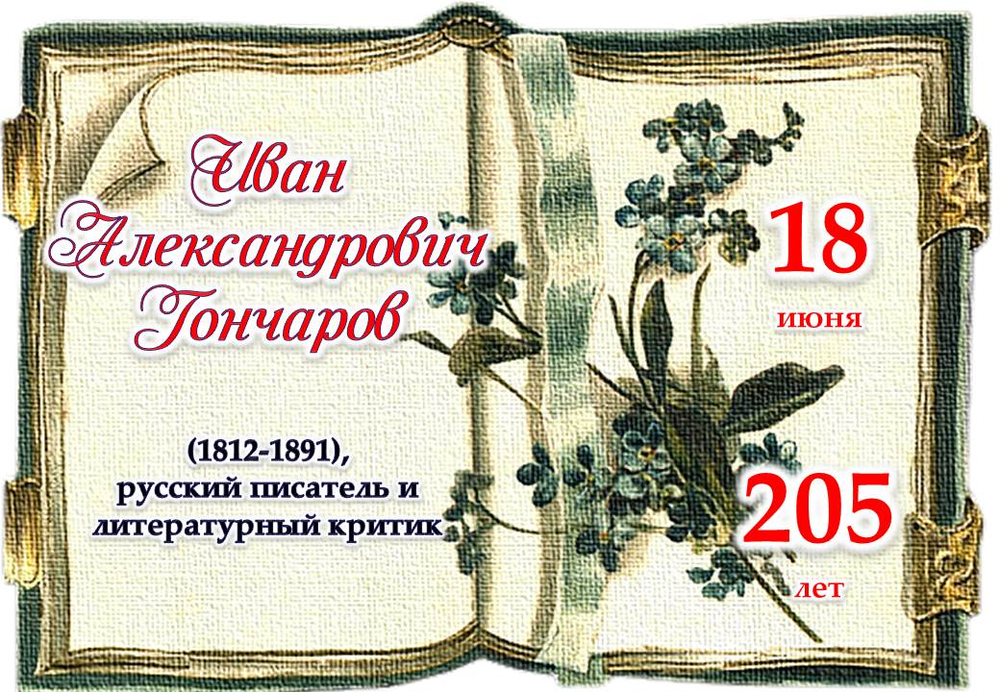 Иван
Александрович
Гончаров
(1812-1891),
русский писатель и
литературный критик
18
июня
205
лет